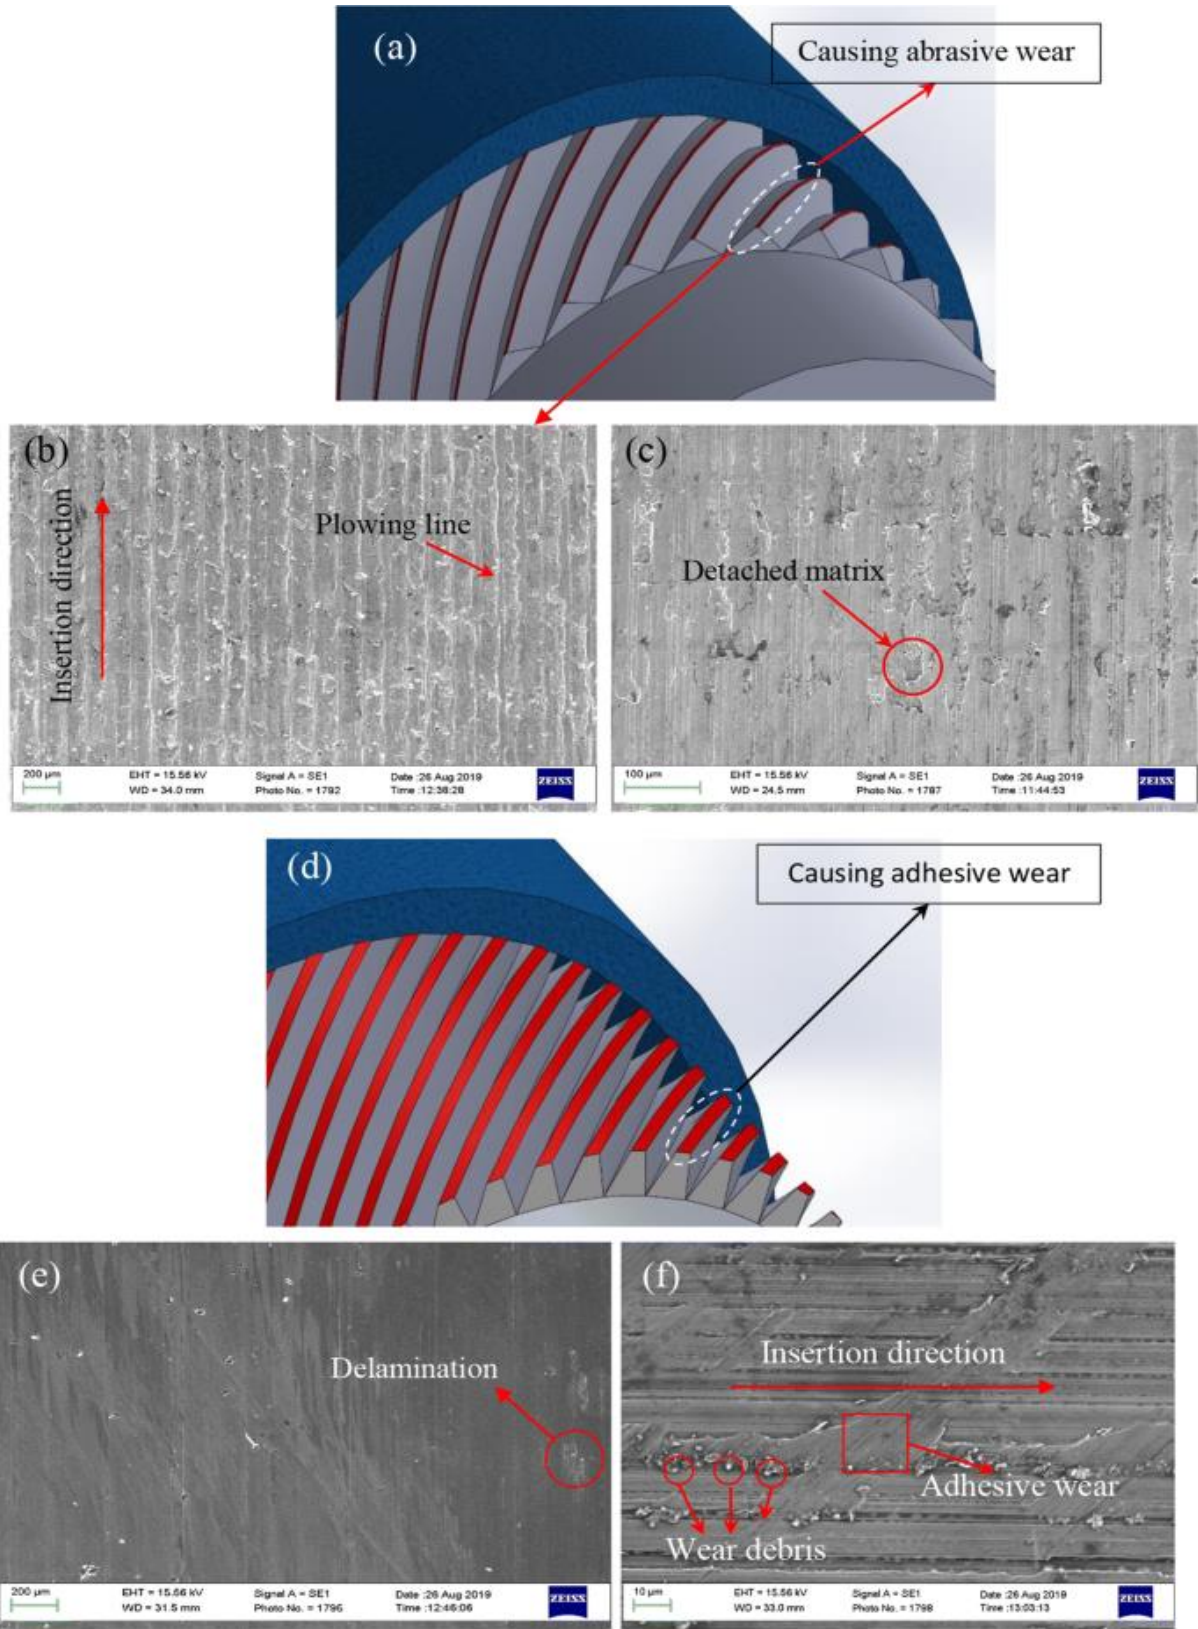 (a)
Causing abrasive wear
(b)
Insertion direction
Plowing line
200 µm
EHT = 15.56 kV
WD = 34.0 mm
Signal A = SE1
Photo No. = 1792
Date :26 Aug 2019
Time :12:38:28
ZEISS
(c)
Detached matrix
100 µm
EHT = 15.56 kV
WD = 24.5 mm
Signal A = SE1
Photo No. = 1787
Date :26 Aug 2019
Time :11:44:53
ZEISS
(d)
Causing adhesive wear
(e)
Delamination
200 µm
EHT = 15.56 kV
WD = 31.5 mm
Signal A = SE1
Photo No. = 1796
Date :26 Aug 2019
Time :12:46:06
ZEISS
(f)
Insertion direction
Adhesive wear
Wear debris
10 µm
EHT = 15.56 kV
WD = 33.0 mm
Signal A = SE1
Photo No. = 1798
Date :26 Aug 2019
Time :13:03:13
ZEISS